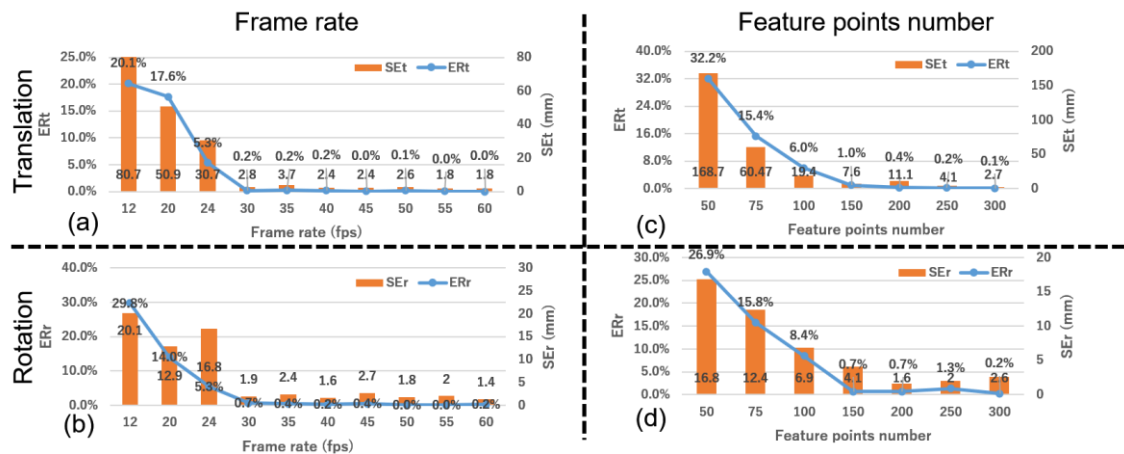 Frame rate
Feature points number
Translation
Rotation
(a)
25.0%
20.0%
15.0%
10.0%
5.0%
0.0%
ERt
80
60
40
20
0
SEt (mm)
SEt ERt
20.1% 17.6% 5.3% 0.2% 0.7% 0.2% 0.0% 0.1% 0.0% 0.0%
80.7 50.9 30.7 2.8 3.7 2.4 2.4 2.6 1.8 1.8
12 20 24 30 35 40 45 50 55 60
Frame rate (fps)
(c)
40.0%
32.0%
24.0%
16.0%
8.0%
0.0%
ERt
200
150
100
50
0
SEt (mm)
SEt ERt
32.2% 15.4% 6.0% 1.0% 0.4% 0.2% 0.1%
168.7 60.47 19.4 7.6 11.1 4.1 2.7
50 75 100 150 200 250 300
Feature points number
(b)
40.0%
30.0%
20.0%
10.0%
0.0%
ERr
30
25
20
15
10
5
0
SEr (mm)
SEr ERr
29.8% 14.0% 5.3% 0.7% 0.4% 0.2% 0.4% 0.0% 0.0% 0.2%
20.1 12.9 16.8 1.9 2.4 1.6 2.7 1.8 2 1.4
12 20 24 30 35 40 45 50 55 60
Frame rate (fps)
(d)
30.0%
25.0%
20.0%
15.0%
10.0%
5.0%
0.0%
ERr
20
15
10
5
0
SEr (mm)
SEr ERr
26.9% 15.8% 8.4% 0.7% 0.7% 1.3% 0.2%
16.8 12.4 6.9 4.1 1.6 2 2.6
50 75 100 150 200 250 300
Feature points number